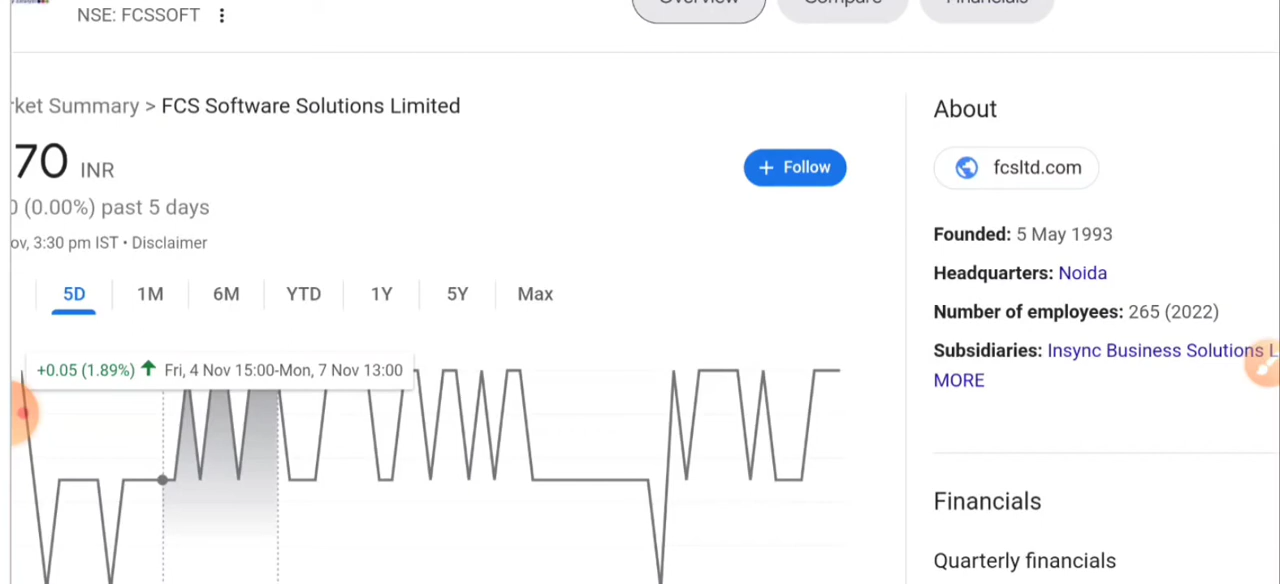 NSE: FCSSOFT
Overview Compare Financials
Market Summary > FCS Software Solutions Limited
70 INR
+ Follow
0 (0.00%) past 5 days
ov, 3:30 pm IST • Disclaimer
5D 1M 6M YTD 1Y 5Y Max
+0.05 (1.89%) ↑ Fri, 4 Nov 15:00-Mon, 7 Nov 13:00
About
fcsltd.com
Founded: 5 May 1993
Headquarters: Noida
Number of employees: 265 (2022)
Subsidiaries: Insync Business Solutions L
MORE
Financials
Quarterly financials